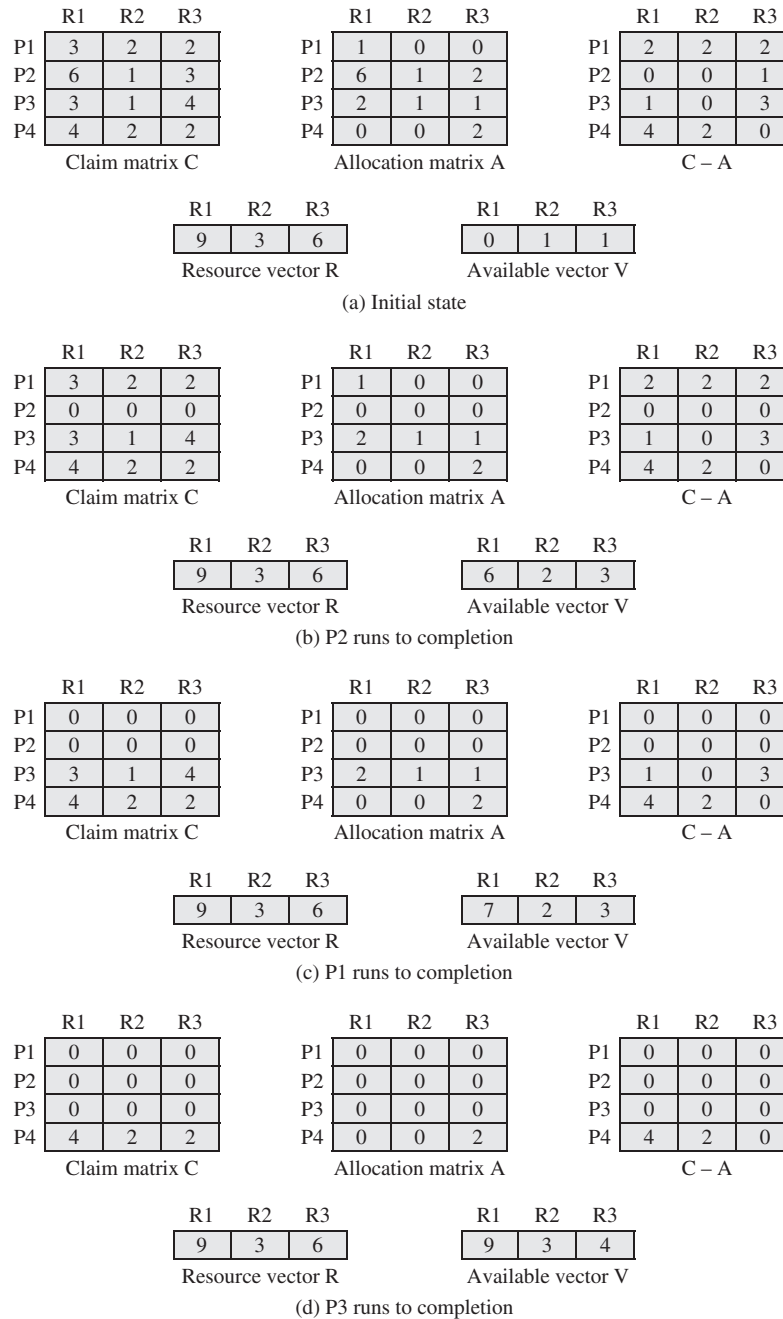 R1 R2 R3 R1 R2 R3 R1 R2 R3
P1 3 2 2 P1 1 0 0 P1 2 2 2
P2 6 1 3 P2 6 1 2 P2 0 0 1
P3 3 1 4 P3 2 1 1 P3 1 0 3
P4 4 2 2 P4 0 0 2 P4 4 2 0
Claim matrix C Allocation matrix A C – A
R1 R2 R3 R1 R2 R3
9 3 6 0 1 1
Resource vector R Available vector V
(a) Initial state
R1 R2 R3 R1 R2 R3 R1 R2 R3
P1 3 2 2 P1 1 0 0 P1 2 2 2
P2 0 0 0 P2 0 0 0 P2 0 0 0
P3 3 1 4 P3 2 1 1 P3 1 0 3
P4 4 2 2 P4 0 0 2 P4 4 2 0
Claim matrix C Allocation matrix A C – A
R1 R2 R3 R1 R2 R3
9 3 6 6 2 3
Resource vector R Available vector V
(b) P2 runs to completion
R1 R2 R3 R1 R2 R3 R1 R2 R3
P1 0 0 0 P1 0 0 0 P1 0 0 0
P2 0 0 0 P2 0 0 0 P2 0 0 0
P3 3 1 4 P3 2 1 1 P3 1 0 3
P4 4 2 2 P4 0 0 2 P4 4 2 0
Claim matrix C Allocation matrix A C – A
R1 R2 R3 R1 R2 R3
9 3 6 7 2 3
Resource vector R Available vector V
(c) P1 runs to completion
R1 R2 R3 R1 R2 R3 R1 R2 R3
P1 0 0 0 P1 0 0 0 P1 0 0 0
P2 0 0 0 P2 0 0 0 P2 0 0 0
P3 0 0 0 P3 0 0 0 P3 0 0 0
P4 4 2 2 P4 0 0 2 P4 4 2 0
Claim matrix C Allocation matrix A C – A
R1 R2 R3 R1 R2 R3
9 3 6 9 3 4
Resource vector R Available vector V
(d) P3 runs to completion